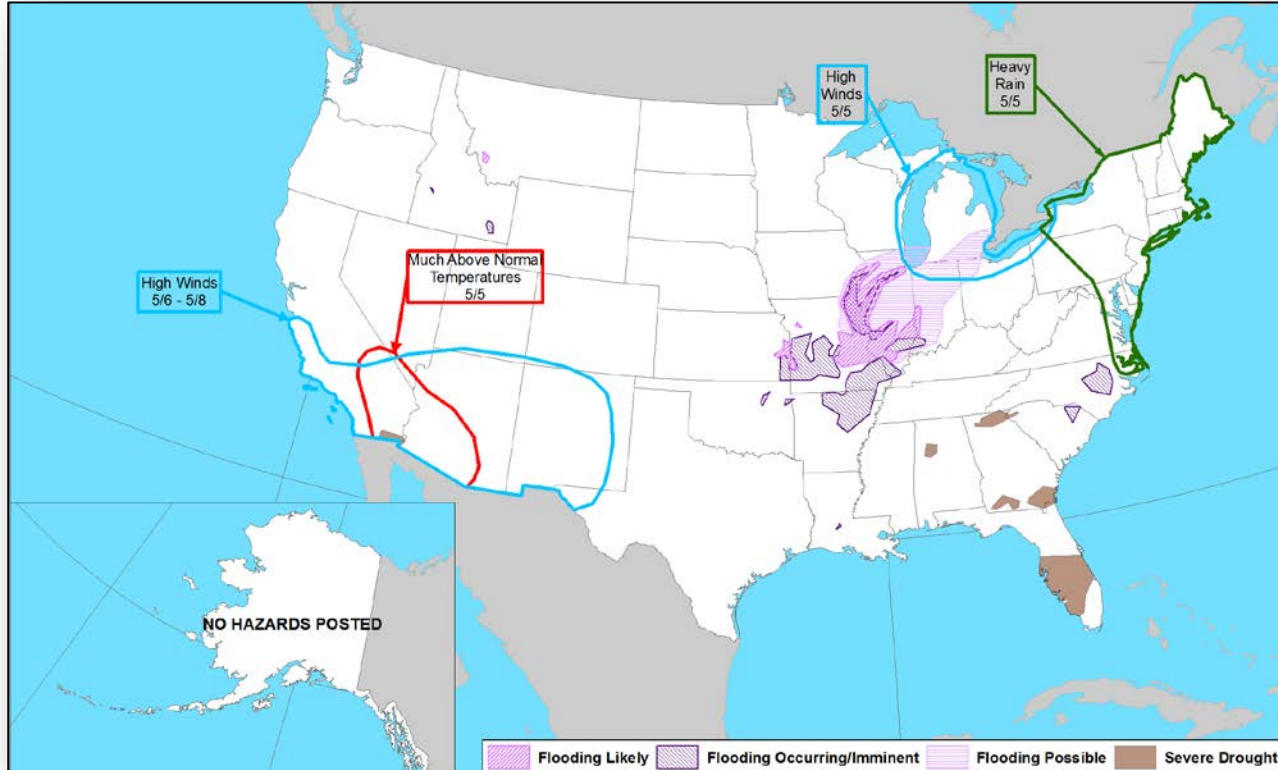 High
Winds
5/5
Heavy
Rain
5/5
Much Above Normal
Temperatures
5/5
High Winds
5/6 - 5/8
NO HAZARDS POSTED
Flooding Likely
Flooding Occurring/Imminent
Flooding Possible
Severe Drought